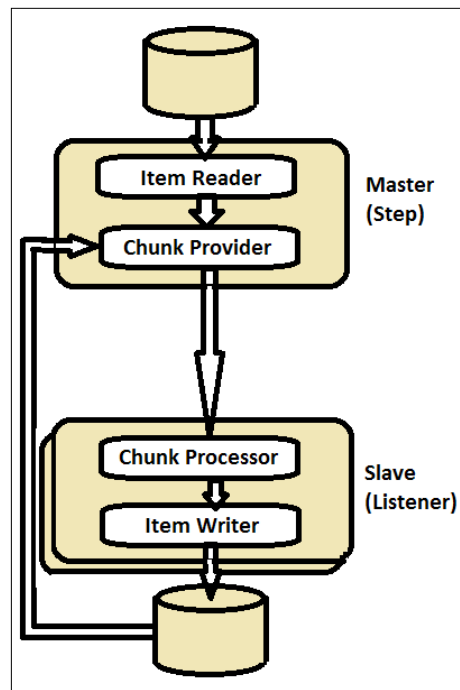 Item Reader
Master
(Step)
Chunk Provider
Chunk Processor
Slave
(Listener)
Item Writer